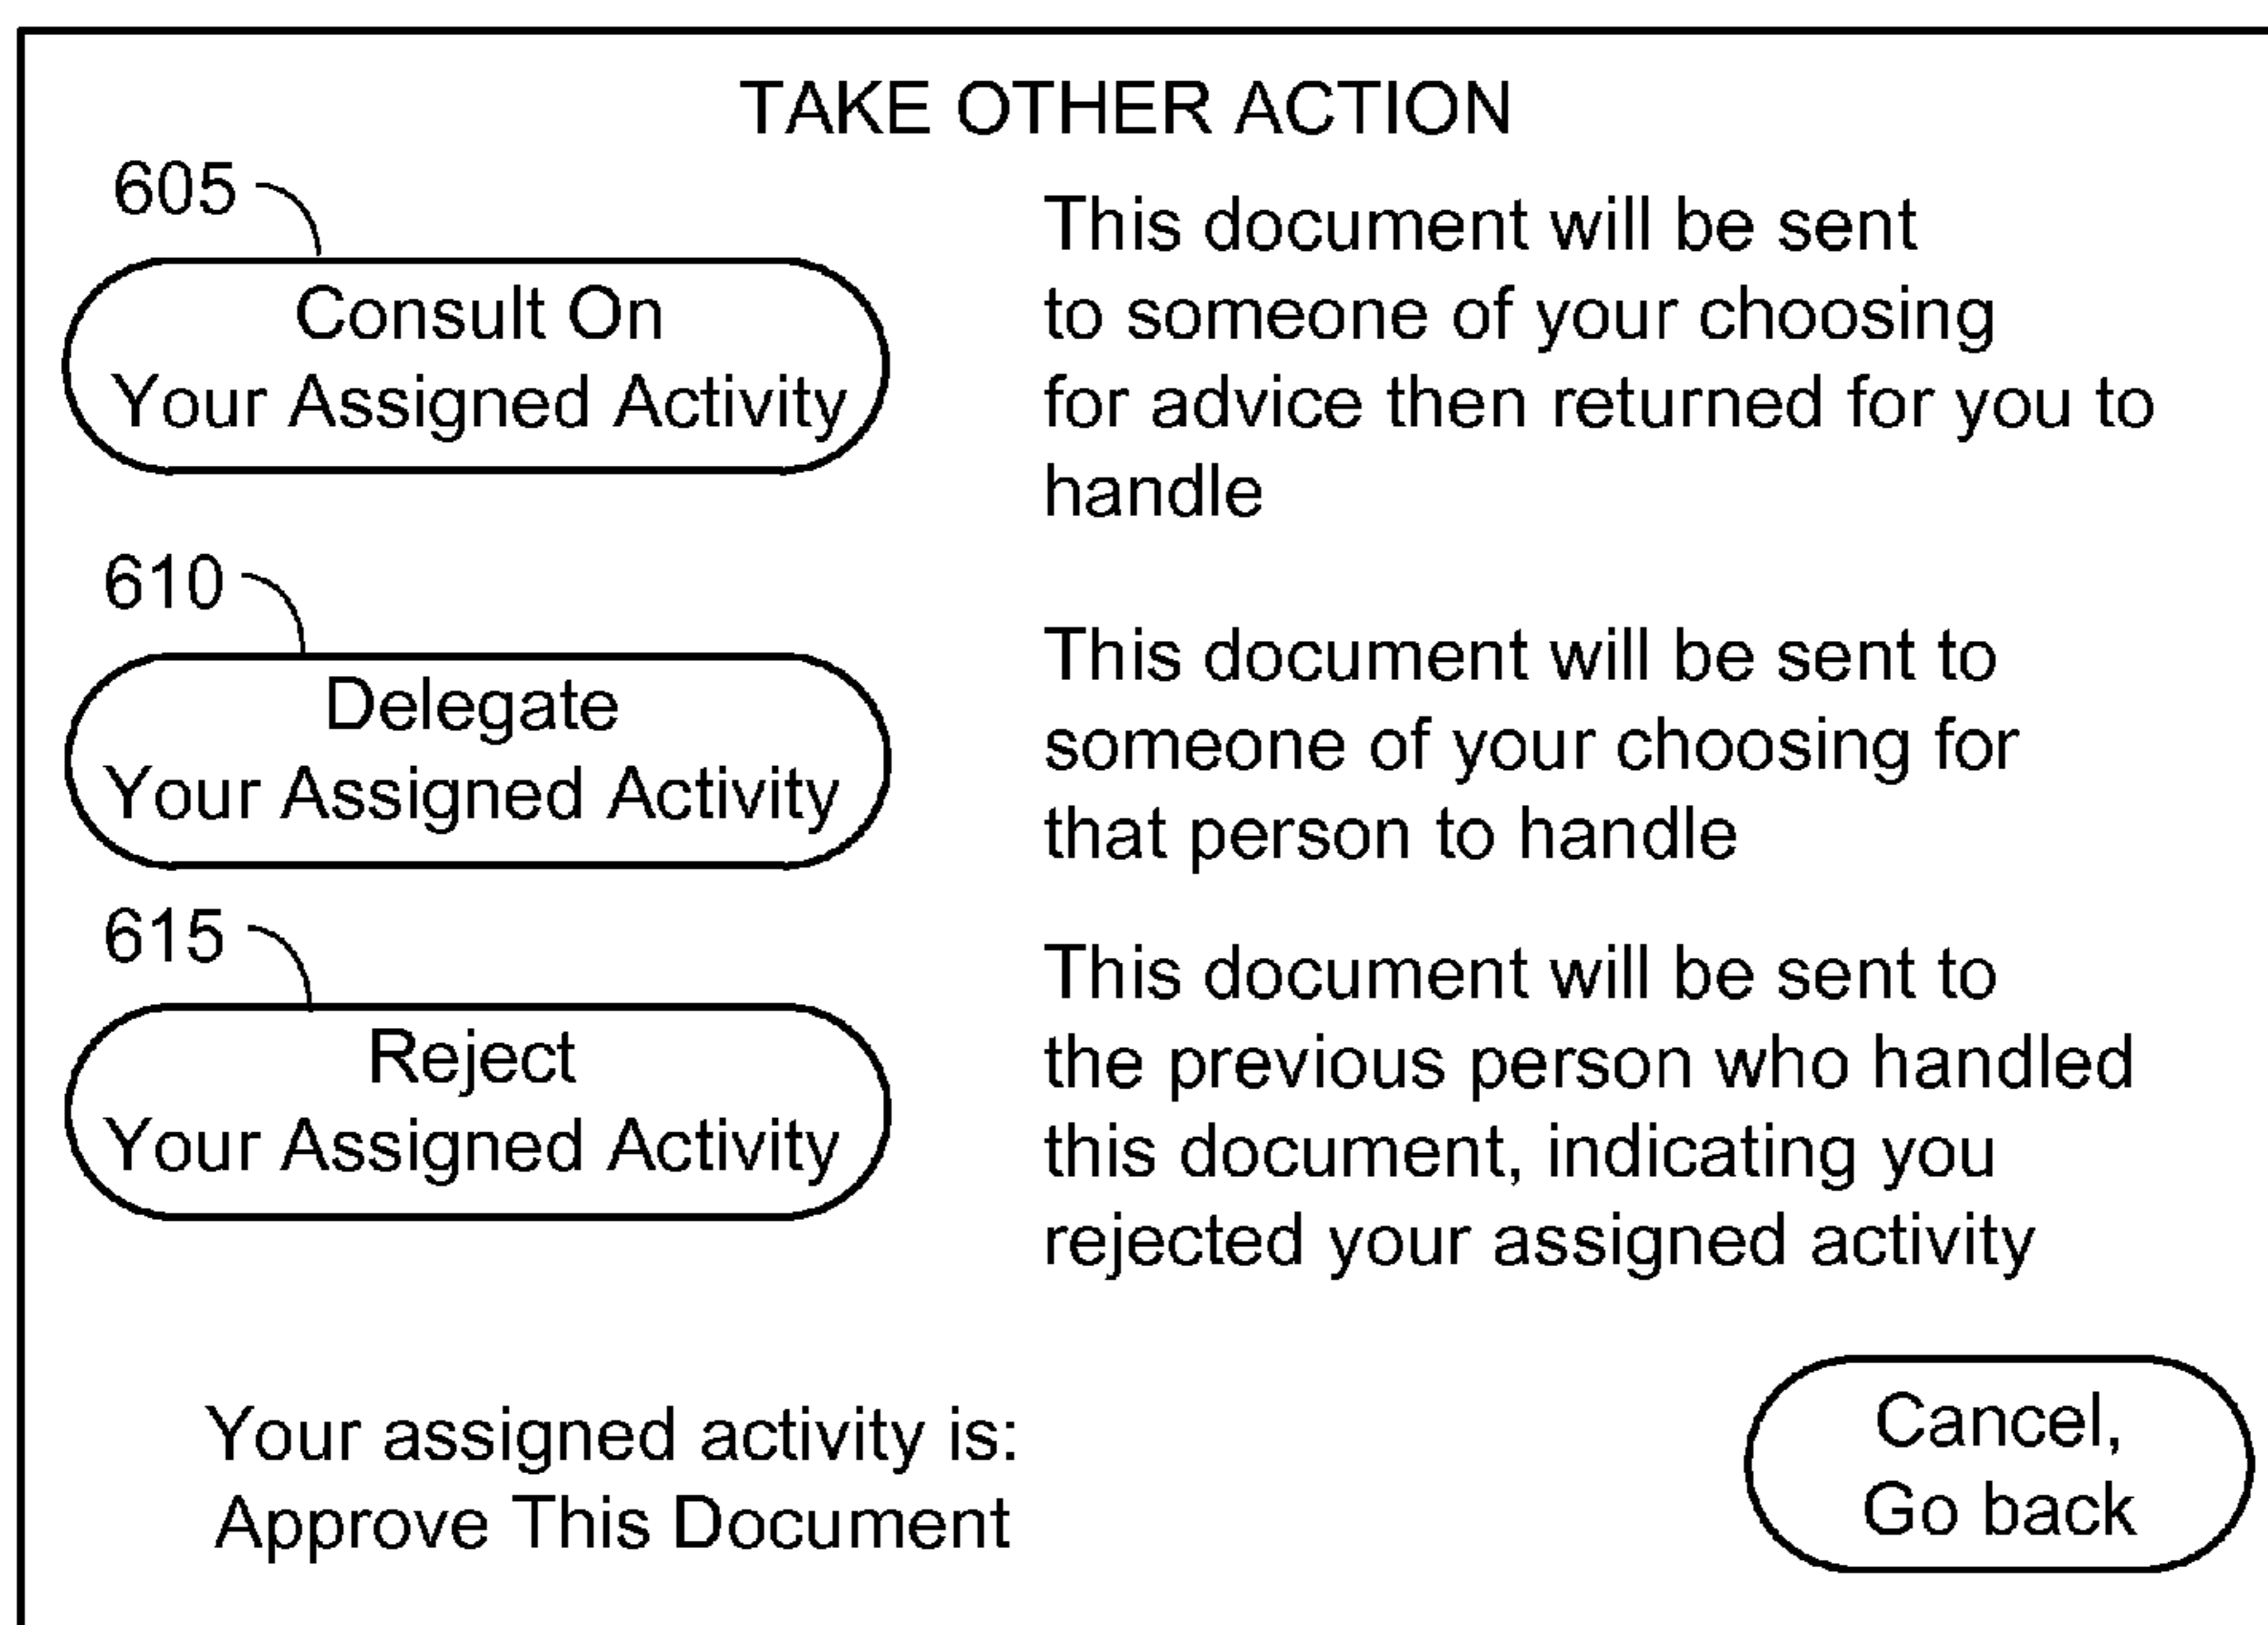 TAKE OTHER ACTION
605
Consult On
Your Assigned Activity
This document will be sent
to someone of your choosing
for advice then returned for you to
handle
610
Delegate
Your Assigned Activity
This document will be sent to
someone of your choosing for
that person to handle
615
Reject
Your Assigned Activity
This document will be sent to
the previous person who handled
this document, indicating you
rejected your assigned activity
Your assigned activity is:
Approve This Document
Cancel,
Go back